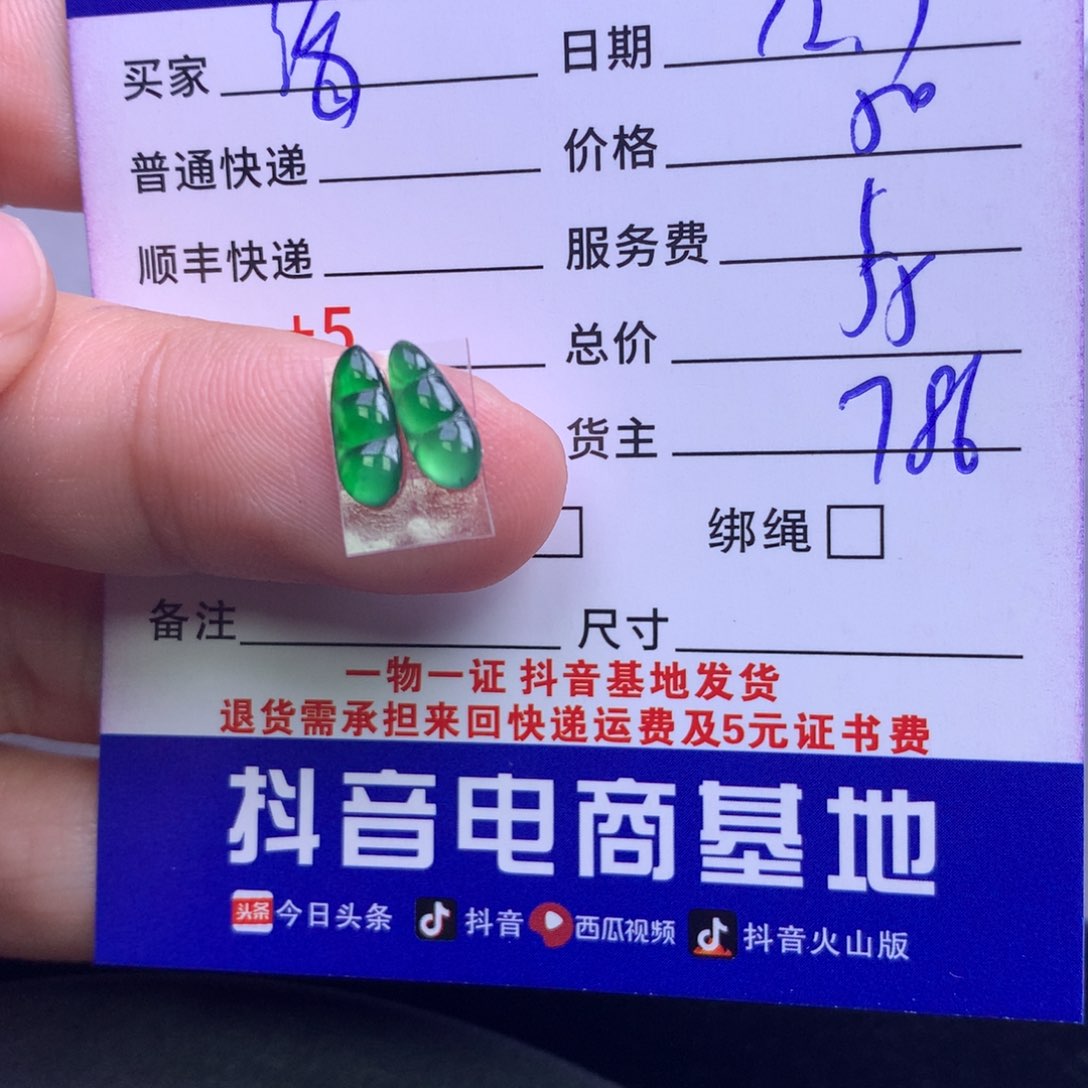 买家 日期
普通快递 价格
顺丰快递 服务费
+5 总价
货主 786
绑绳
备注 尺寸
一物一证 抖音基地发货
退货需承担来回快递运费及5元证书费
抖音电商基地
头条 今日头条 抖音 西瓜视频 抖音火山版